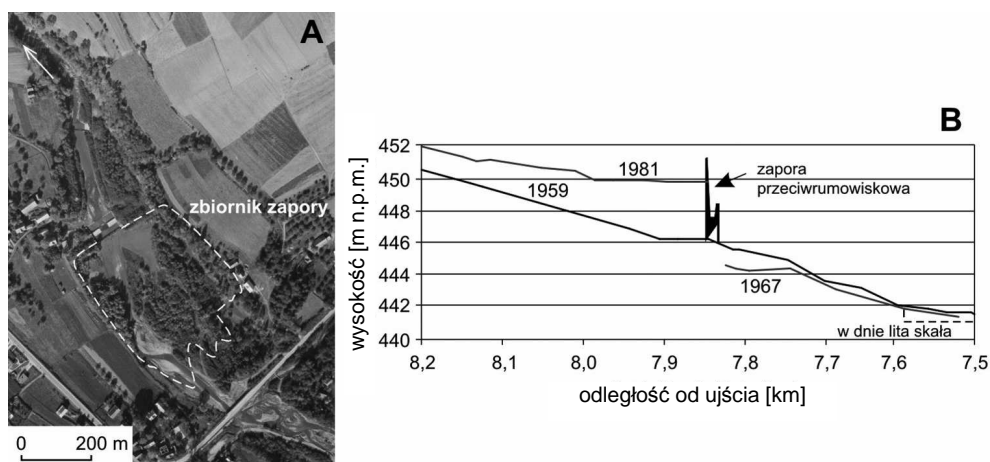 A
zbiornik zapory
0 200 m
B
wysokość [m n.p.m.]
452
450
448
446
444
442
440
1981
1959
1967
zapora
przeciwrumowiskowa
w dnie lita skała
8,2 8,1 8,0 7,9 7,8 7,7 7,6 7,5
odległość od ujścia [km]